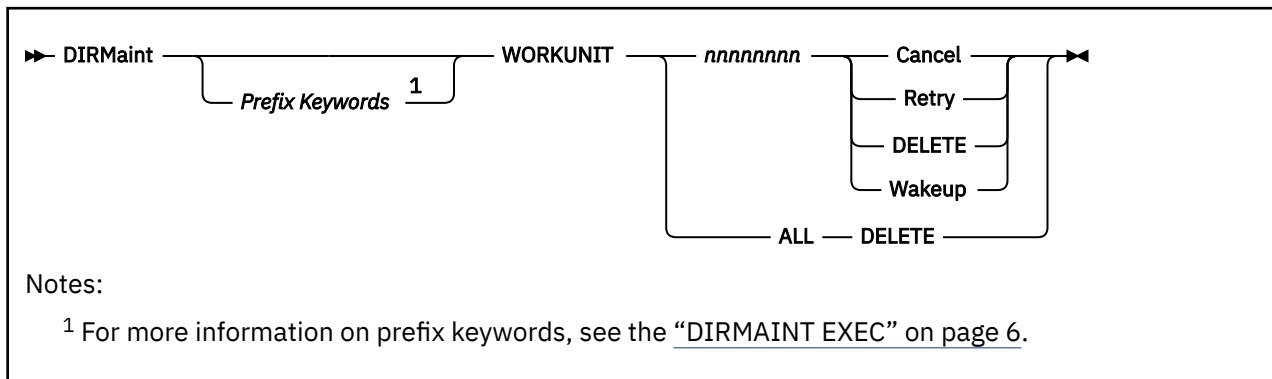 DIRMaint Prefix Keywords 1 WORKUNIT nnnnnnnn Cancel
Retry
DELETE
Wakeup
ALL DELETE
Notes:
1 For more information on prefix keywords, see the “DIRMAINT EXEC” on page 6.